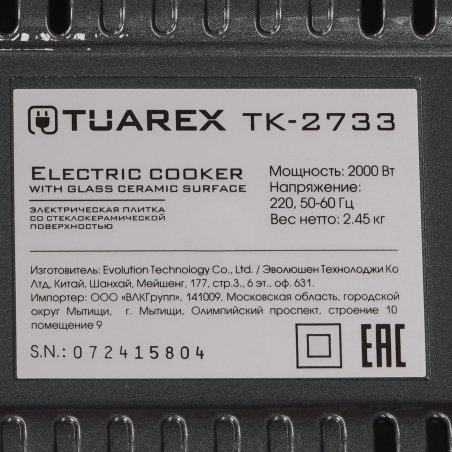 TUAREX TK-2733
ELECTRIC COOKER
WITH GLASS CERAMIC SURFACE
ЭЛЕКТРИЧЕСКАЯ ПЛИТКА
СО СТЕКЛОКЕРАМИЧЕСКОЙ
ПОВЕРХНОСТЬЮ
Мощность: 2000 Вт
Напряжение:
220, 50-60 Гц
Вес нетто: 2.45 кг
Изготовитель: Evolution Technology Co., Ltd. / Эволюшен Технолоджи Ко
Лтд, Китай, Шанхай, Мейшенг, 177, стр.3., 6 эт., оф. 631.
Импортер: ООО «ВЛКГрупп», 141009, Московская область, городской
округ Мытищи, г. Мытищи, Олимпийский проспект, строение 10
помещение 9
S.N.: 072415804
EAC